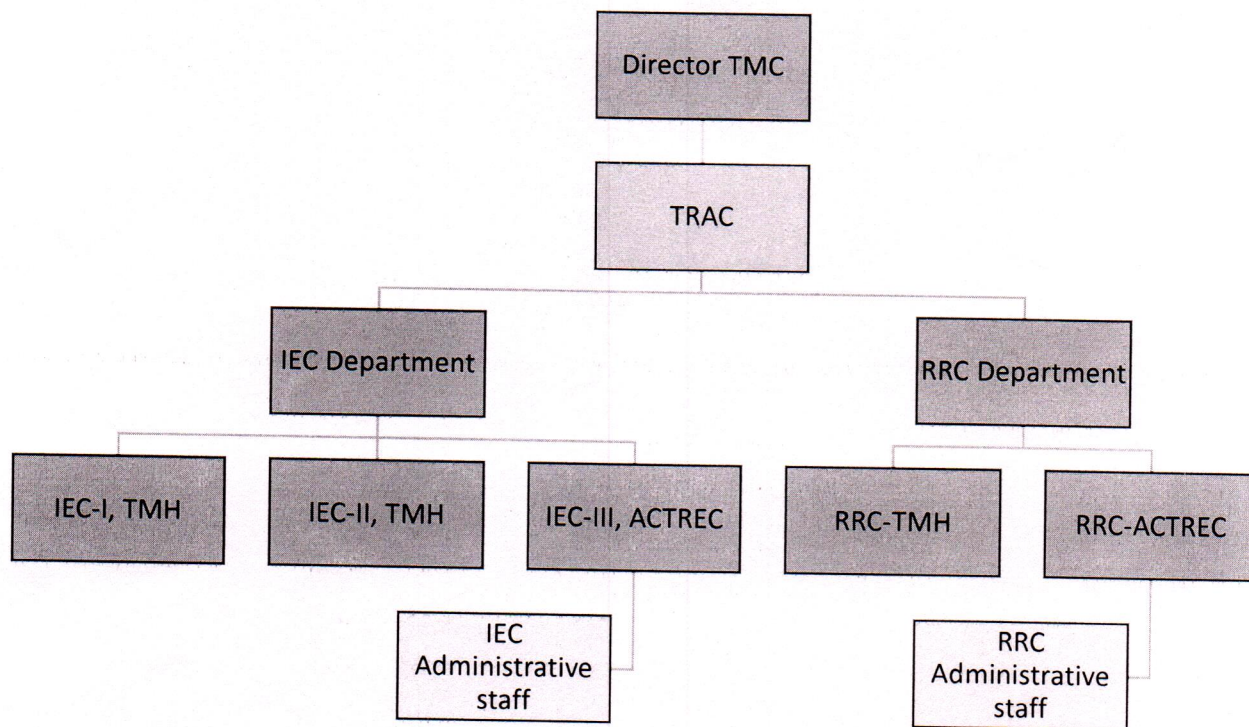 Director TMC
TRAC
IEC Department
RRC Department
IEC-I, TMH
IEC-II, TMH
IEC-III, ACTREC
RRC-TMH
RRC-ACTREC
IEC
Administrative
staff
RRC
Administrative
staff